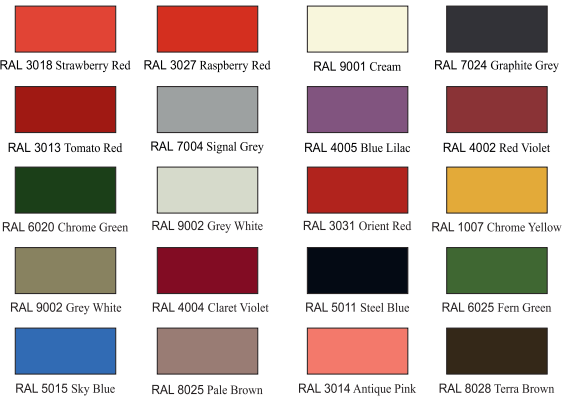 RAL 3018 Strawberry Red
RAL 3027 Raspberry Red
RAL 9001 Cream
RAL 7024 Graphite Grey
RAL 3013 Tomato Red
RAL 7004 Signal Grey
RAL 4005 Blue Lilac
RAL 4002 Red Violet
RAL 6020 Chrome Green
RAL 9002 Grey White
RAL 3031 Orient Red
RAL 1007 Chrome Yellow
RAL 9002 Grey White
RAL 4004 Claret Violet
RAL 5011 Steel Blue
RAL 6025 Fern Green
RAL 5015 Sky Blue
RAL 8025 Pale Brown
RAL 3014 Antique Pink
RAL 8028 Terra Brown